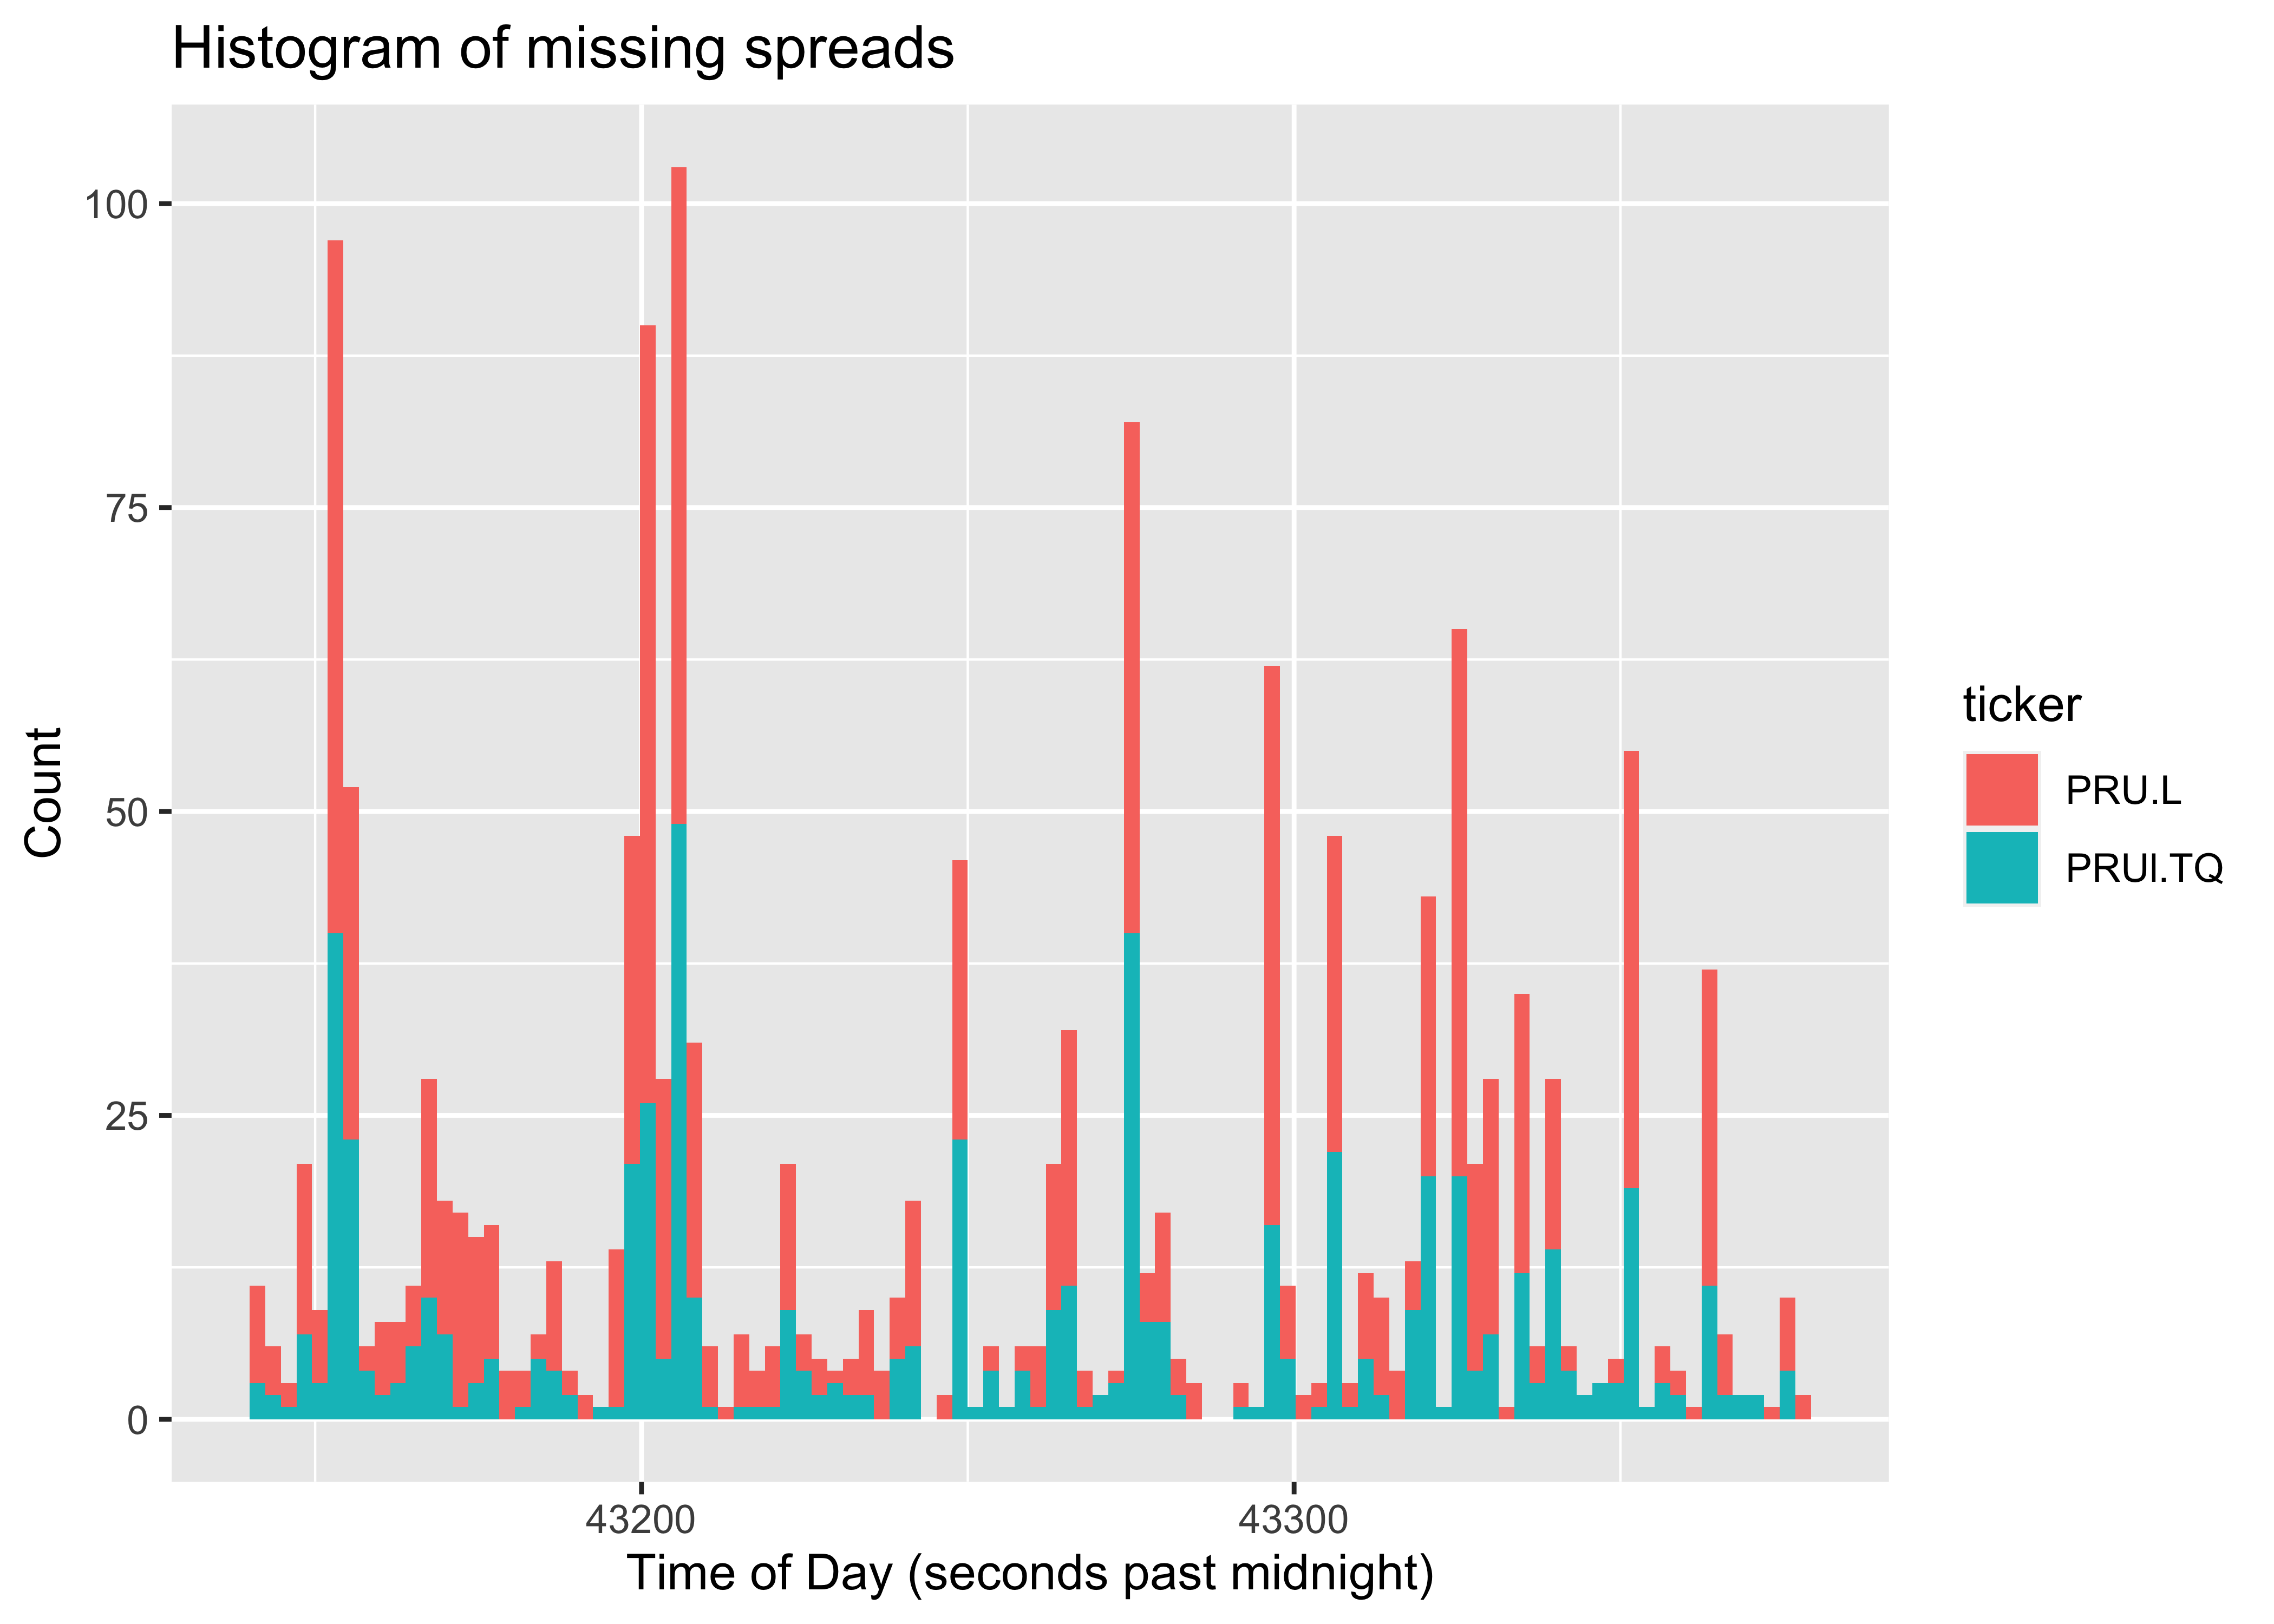 Histogram of missing spreads
100
75
50
25
0
Count
43200
43300
Time of Day (seconds past midnight)
ticker
PRU.L
PRUl.TQ